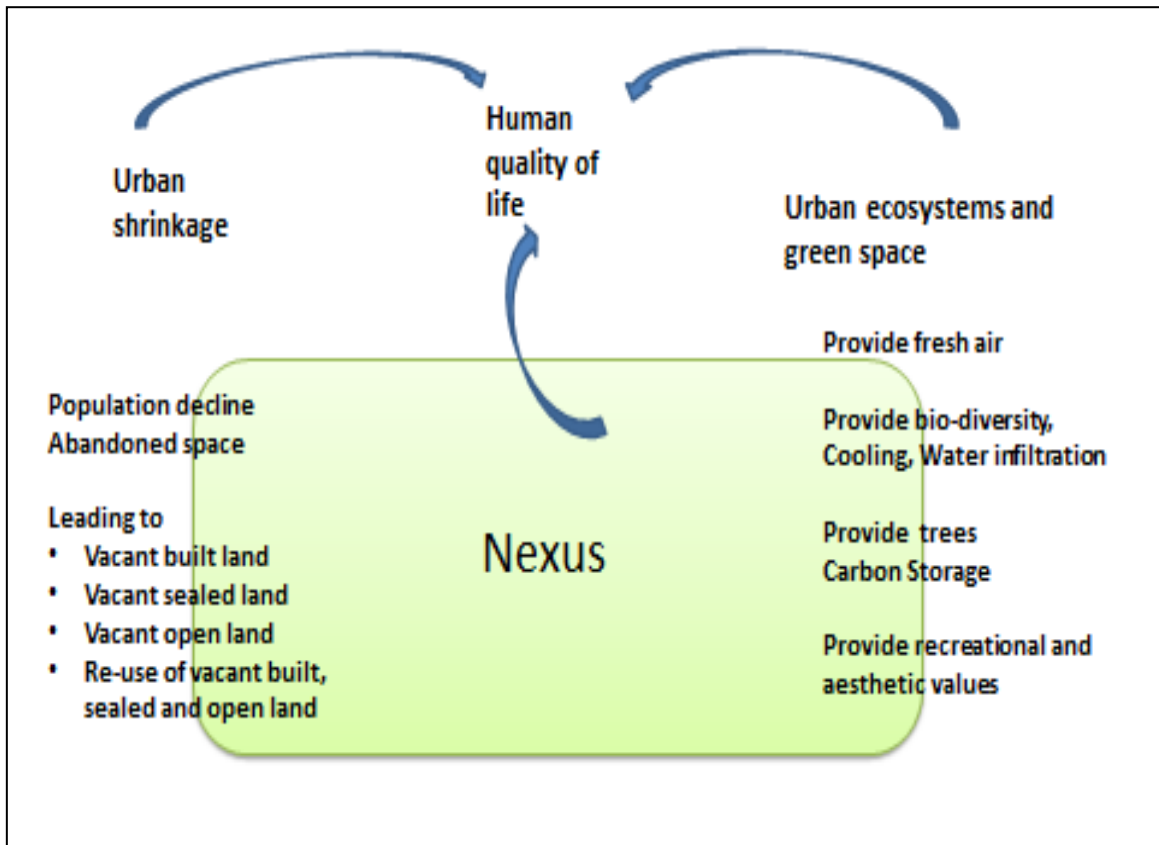 Human
quality of
life
Urban
shrinkage
Urban ecosystems and
green space
Population decline
Abandoned space
Leading to
• Vacant built land
• Vacant sealed land
• Vacant open land
• Re-use of vacant built,
sealed and open land
Nexus
Provide fresh air
Provide bio-diversity,
Cooling, Water infiltration
Provide trees
Carbon Storage
Provide recreational and
aesthetic values